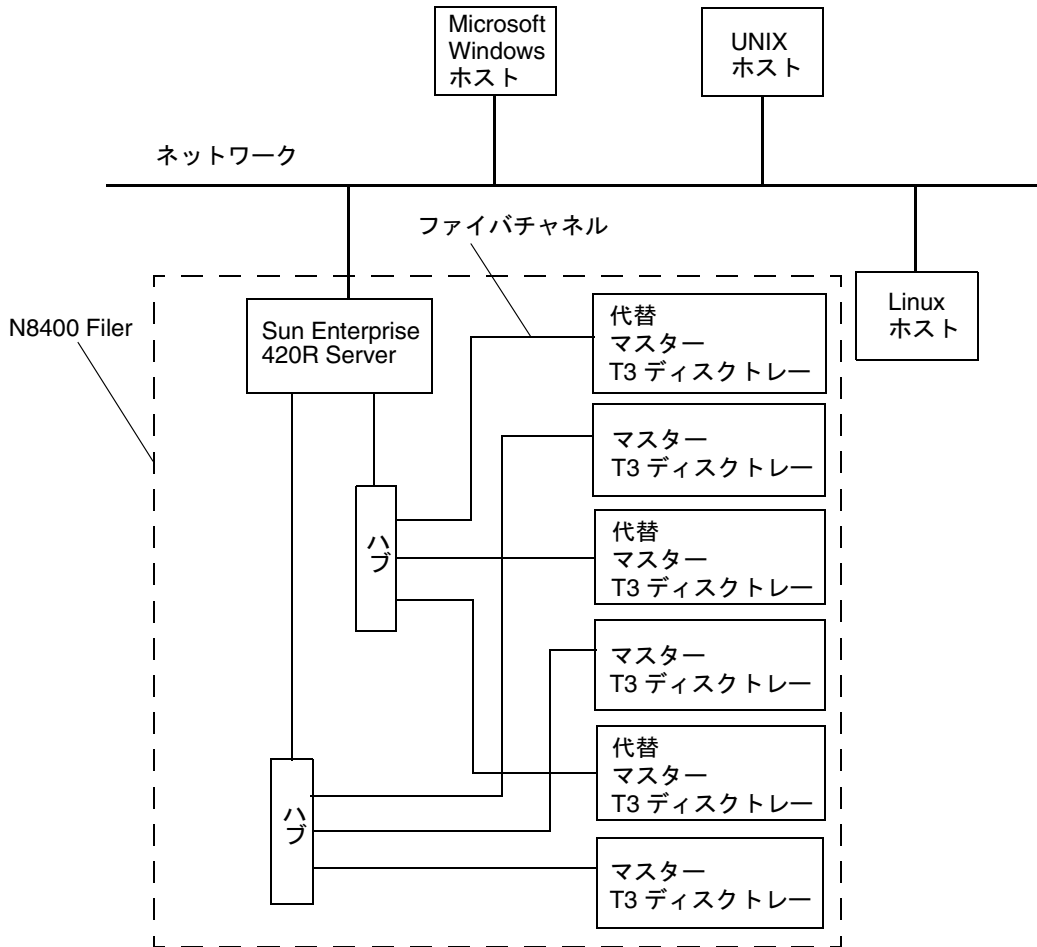 Microsoft
Windows
ホスト
UNIX
ホスト
ネットワーク
ファイバチャネル
N8400 Filer
Sun Enterprise
420R Server
Linux
ホスト
代替
マスター
T3 ディスクトレー
マスター
T3 ディスクトレー
ハブ
代替
マスター
T3 ディスクトレー
マスター
T3 ディスクトレー
代替
マスター
T3 ディスクトレー
ハブ
マスター
T3 ディスクトレー